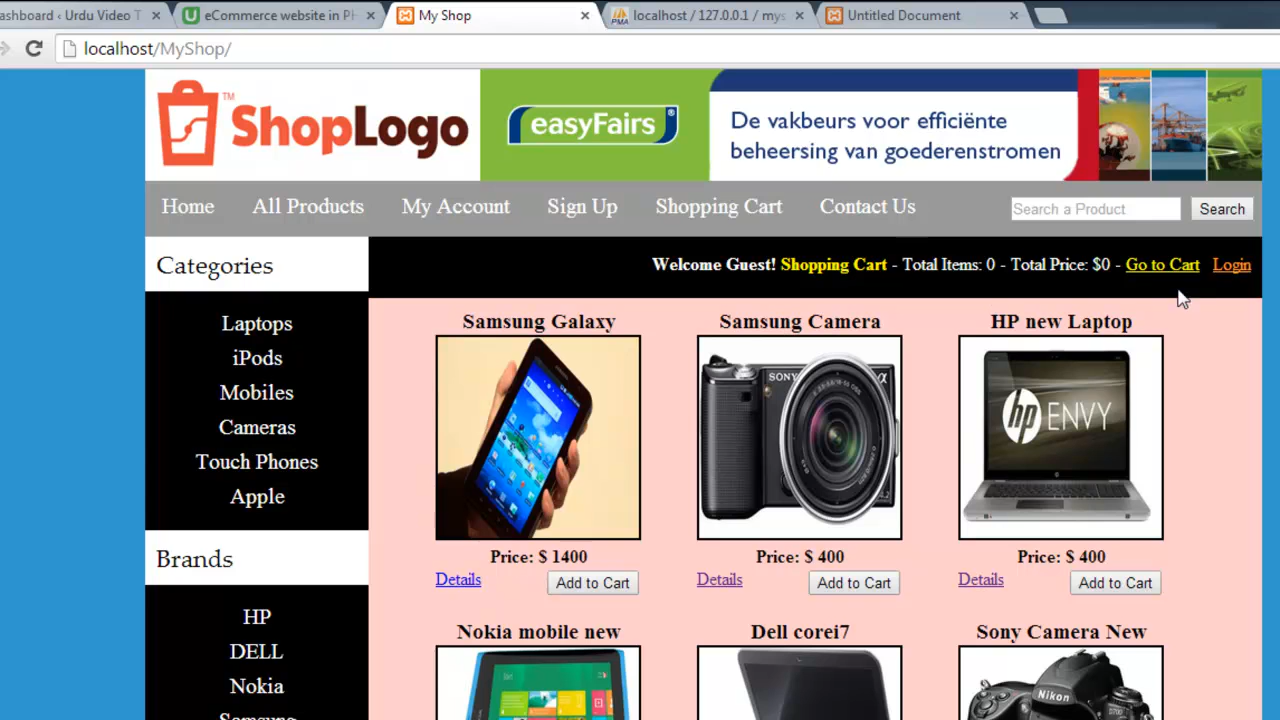 ashboard ‹ Urdu Video T
eCommerce website in PH
My Shop
localhost / 127.0.0.1 / mys
Untitled Document
localhost/MyShop/
ShopLogo
TM
easyFairs®
De vakbeurs voor efficiënte
beheersing van goederenstromen
Home All Products My Account Sign Up Shopping Cart Contact Us Search a Product Search
Categories
Welcome Guest! Shopping Cart - Total Items: 0 - Total Price: $0 - Go to Cart Login
Laptops
iPods
Mobiles
Cameras
Touch Phones
Apple
Brands
HP
DELL
Nokia
Samsung
Samsung Galaxy
Samsung Camera
HP new Laptop
SONY
hp ENVY
Price: $ 1400
Price: $ 400
Price: $ 400
Details Add to Cart
Details Add to Cart
Details Add to Cart
Nokia mobile new
Dell corei7
Sony Camera New
Nikon